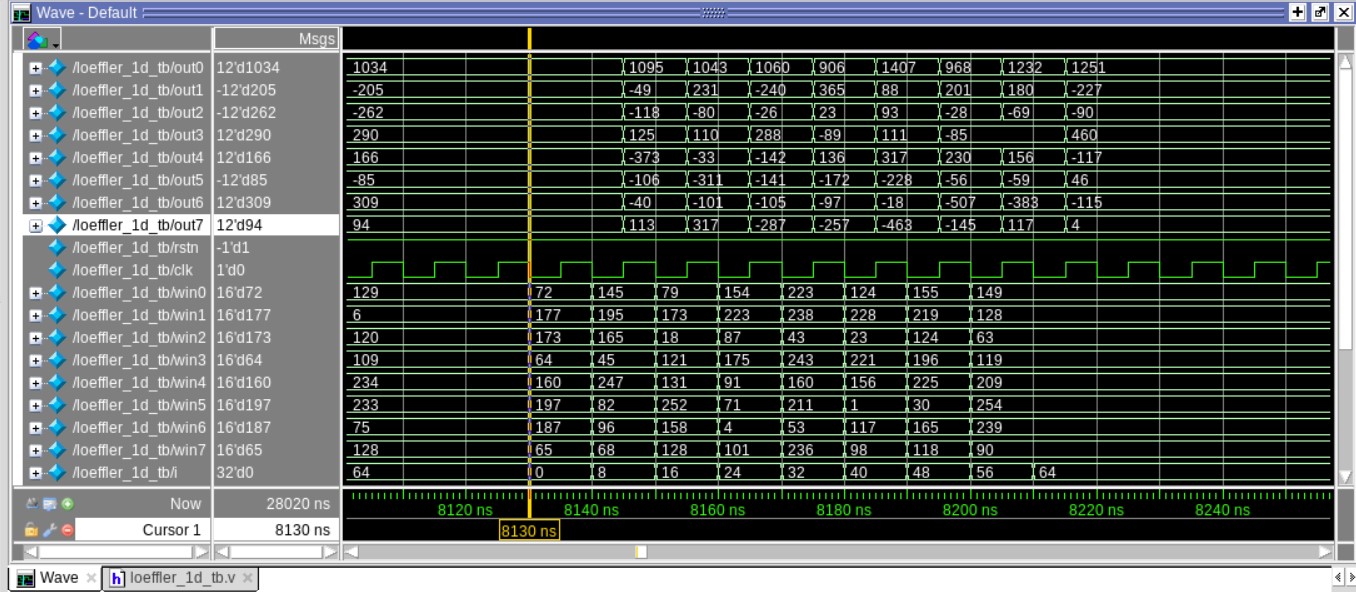 Wave - Default
Msgs
/loeffler_1d_tb/out0 12'd1034 1034 1095 1043 1060 906 1407 968 1232 1251
/loeffler_1d_tb/out1 -12'd205 -205 -49 231 -240 365 88 201 180 -227
/loeffler_1d_tb/out2 -12'd262 -262 -118 -80 -26 23 93 -28 -69 -90
/loeffler_1d_tb/out3 12'd290 290 125 110 288 -89 111 -85 460
/loeffler_1d_tb/out4 12'd166 166 -373 -33 -142 136 317 230 156 -117
/loeffler_1d_tb/out5 -12'd85 -85 -106 -311 -141 -172 -228 -56 -59 46
/loeffler_1d_tb/out6 12'd309 309 -40 -101 -105 -97 -18 -507 -383 -115
/loeffler_1d_tb/out7 12'd94 94 113 317 -287 -257 -463 -145 117 4
/loeffler_1d_tb/rstn -1'd1
/loeffler_1d_tb/clk 1'd0
/loeffler_1d_tb/win0 16'd72 129 72 145 79 154 223 124 155 149
/loeffler_1d_tb/win1 16'd177 6 177 195 173 223 238 228 219 128
/loeffler_1d_tb/win2 16'd173 120 173 165 18 87 43 23 124 63
/loeffler_1d_tb/win3 16'd64 109 64 45 121 175 243 221 196 119
/loeffler_1d_tb/win4 16'd160 234 160 247 131 91 160 156 225 209
/loeffler_1d_tb/win5 16'd197 233 197 82 252 71 211 1 30 254
/loeffler_1d_tb/win6 16'd187 75 187 96 158 4 53 117 165 239
/loeffler_1d_tb/win7 16'd65 128 65 68 128 101 236 98 118 90
/loeffler_1d_tb/i 32'd0 64 0 8 16 24 32 40 48 56 64
Now 28020 ns 8120 ns 8140 ns 8160 ns 8180 ns 8200 ns 8220 ns 8240 ns
Cursor 1 8130 ns 8130 ns
Wave loeffler_1d_tb.v